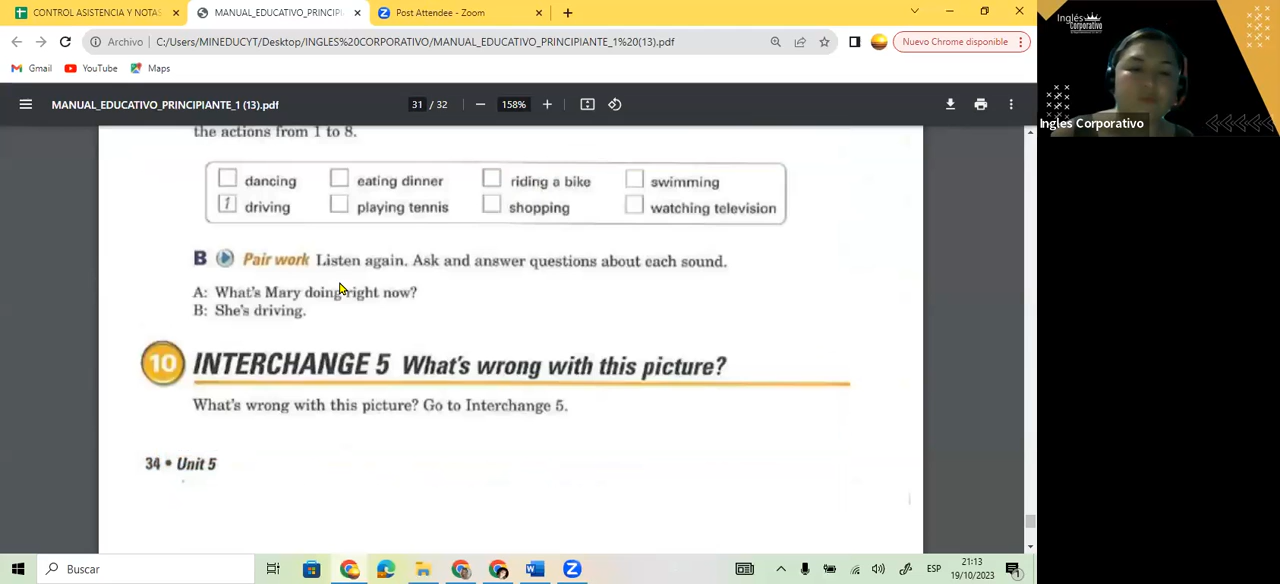 CONTROL ASISTENCIA Y NOTAS
MANUAL_EDUCATIVO_PRINCIPI
Post Attendee - Zoom
Archivo
C:/Users/MINEDUCYT/Desktop/INGLES%20CORPORATIVO/MANUAL_EDUCATIVO_PRINCIPIANTE_1%20(13).pdf
Nuevo Chrome disponible
Gmail
YouTube
Maps
MANUAL_EDUCATIVO_PRINCIPIANTE_1 (13).pdf
31 / 32
158%
the actions from 1 to 8.
dancing eating dinner riding a bike swimming
1 driving playing tennis shopping watching television
B Pair work Listen again. Ask and answer questions about each sound.
A: What's Mary doing right now?
B: She's driving.
10 INTERCHANGE 5 What's wrong with this picture?
What's wrong with this picture? Go to Interchange 5.
34 • Unit 5
Inglés
Corporativo
Ingles Corporativo
Buscar
ESP
21:13
19/10/2023